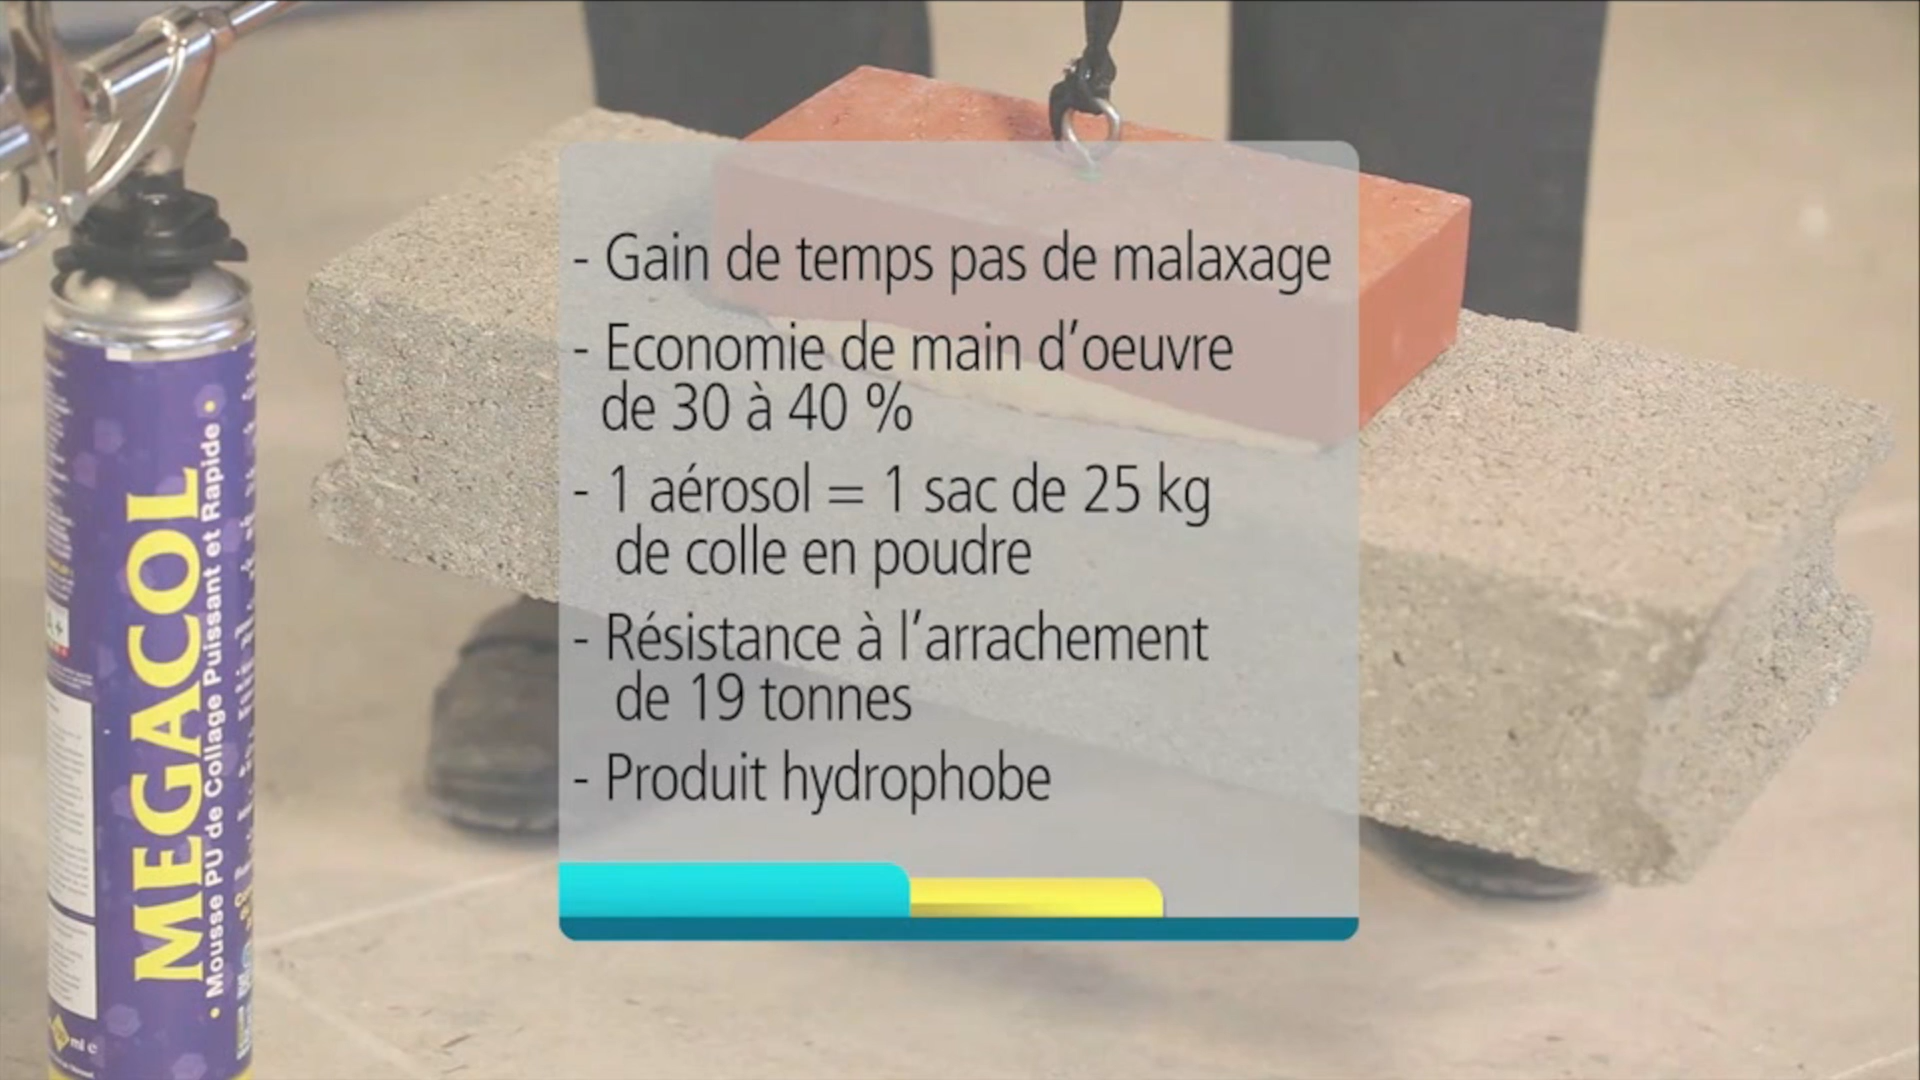 - Gain de temps pas de malaxage
- Economie de main d'oeuvre
de 30 à 40 %
- 1 aérosol = 1 sac de 25 kg
de colle en poudre
- Résistance à l'arrachement
de 19 tonnes
- Produit hydrophobe
MEGACOL
• Mousse PU de Collage Puissant et Rapide •
ml e